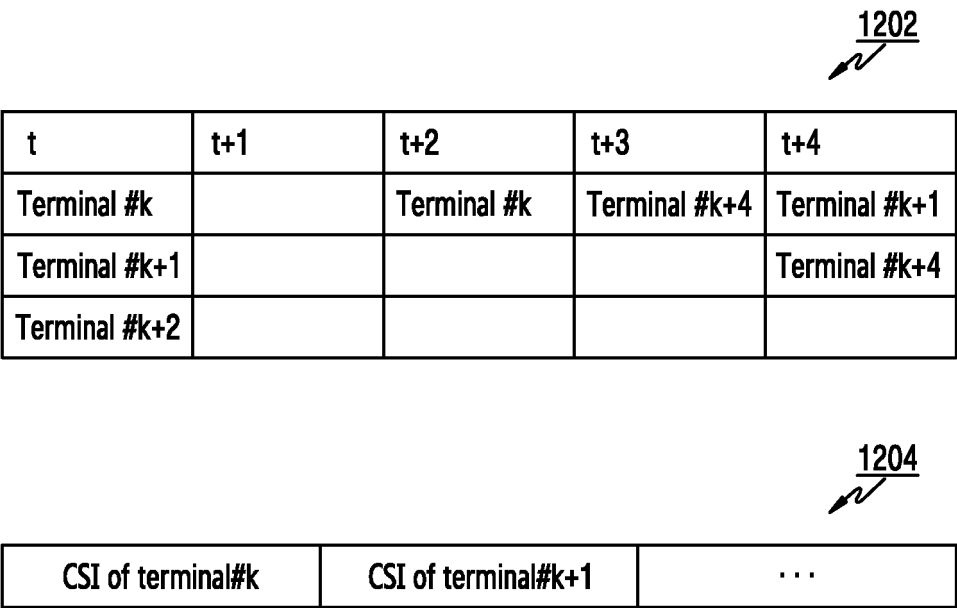 1202
t t+1 t+2 t+3 t+4
Terminal #k Terminal #k Terminal #k+4 Terminal #k+1
Terminal #k+1 Terminal #k+4
Terminal #k+2
1204
CSI of terminal#k CSI of terminal#k+1 ···